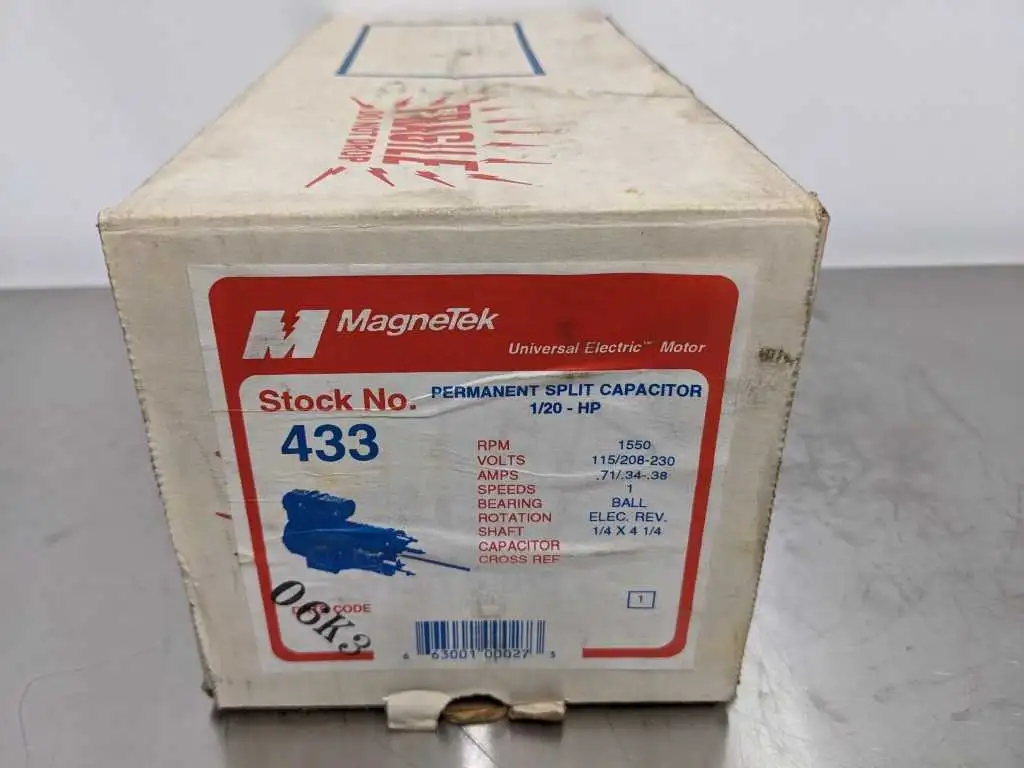 FRAGILE
DO NOT DROP
MagneTek
Universal Electric™ Motor
Stock No.
433
PERMANENT SPLIT CAPACITOR
1/20 - HP
RPM 1550
VOLTS 115/208-230
AMPS .71/.34-.38
SPEEDS 1
BEARING BALL
ROTATION ELEC. REV.
SHAFT 1/4 X 4 1/4
CAPACITOR
CROSS REF
1
DATE CODE
06K3
6 63001 00027 3